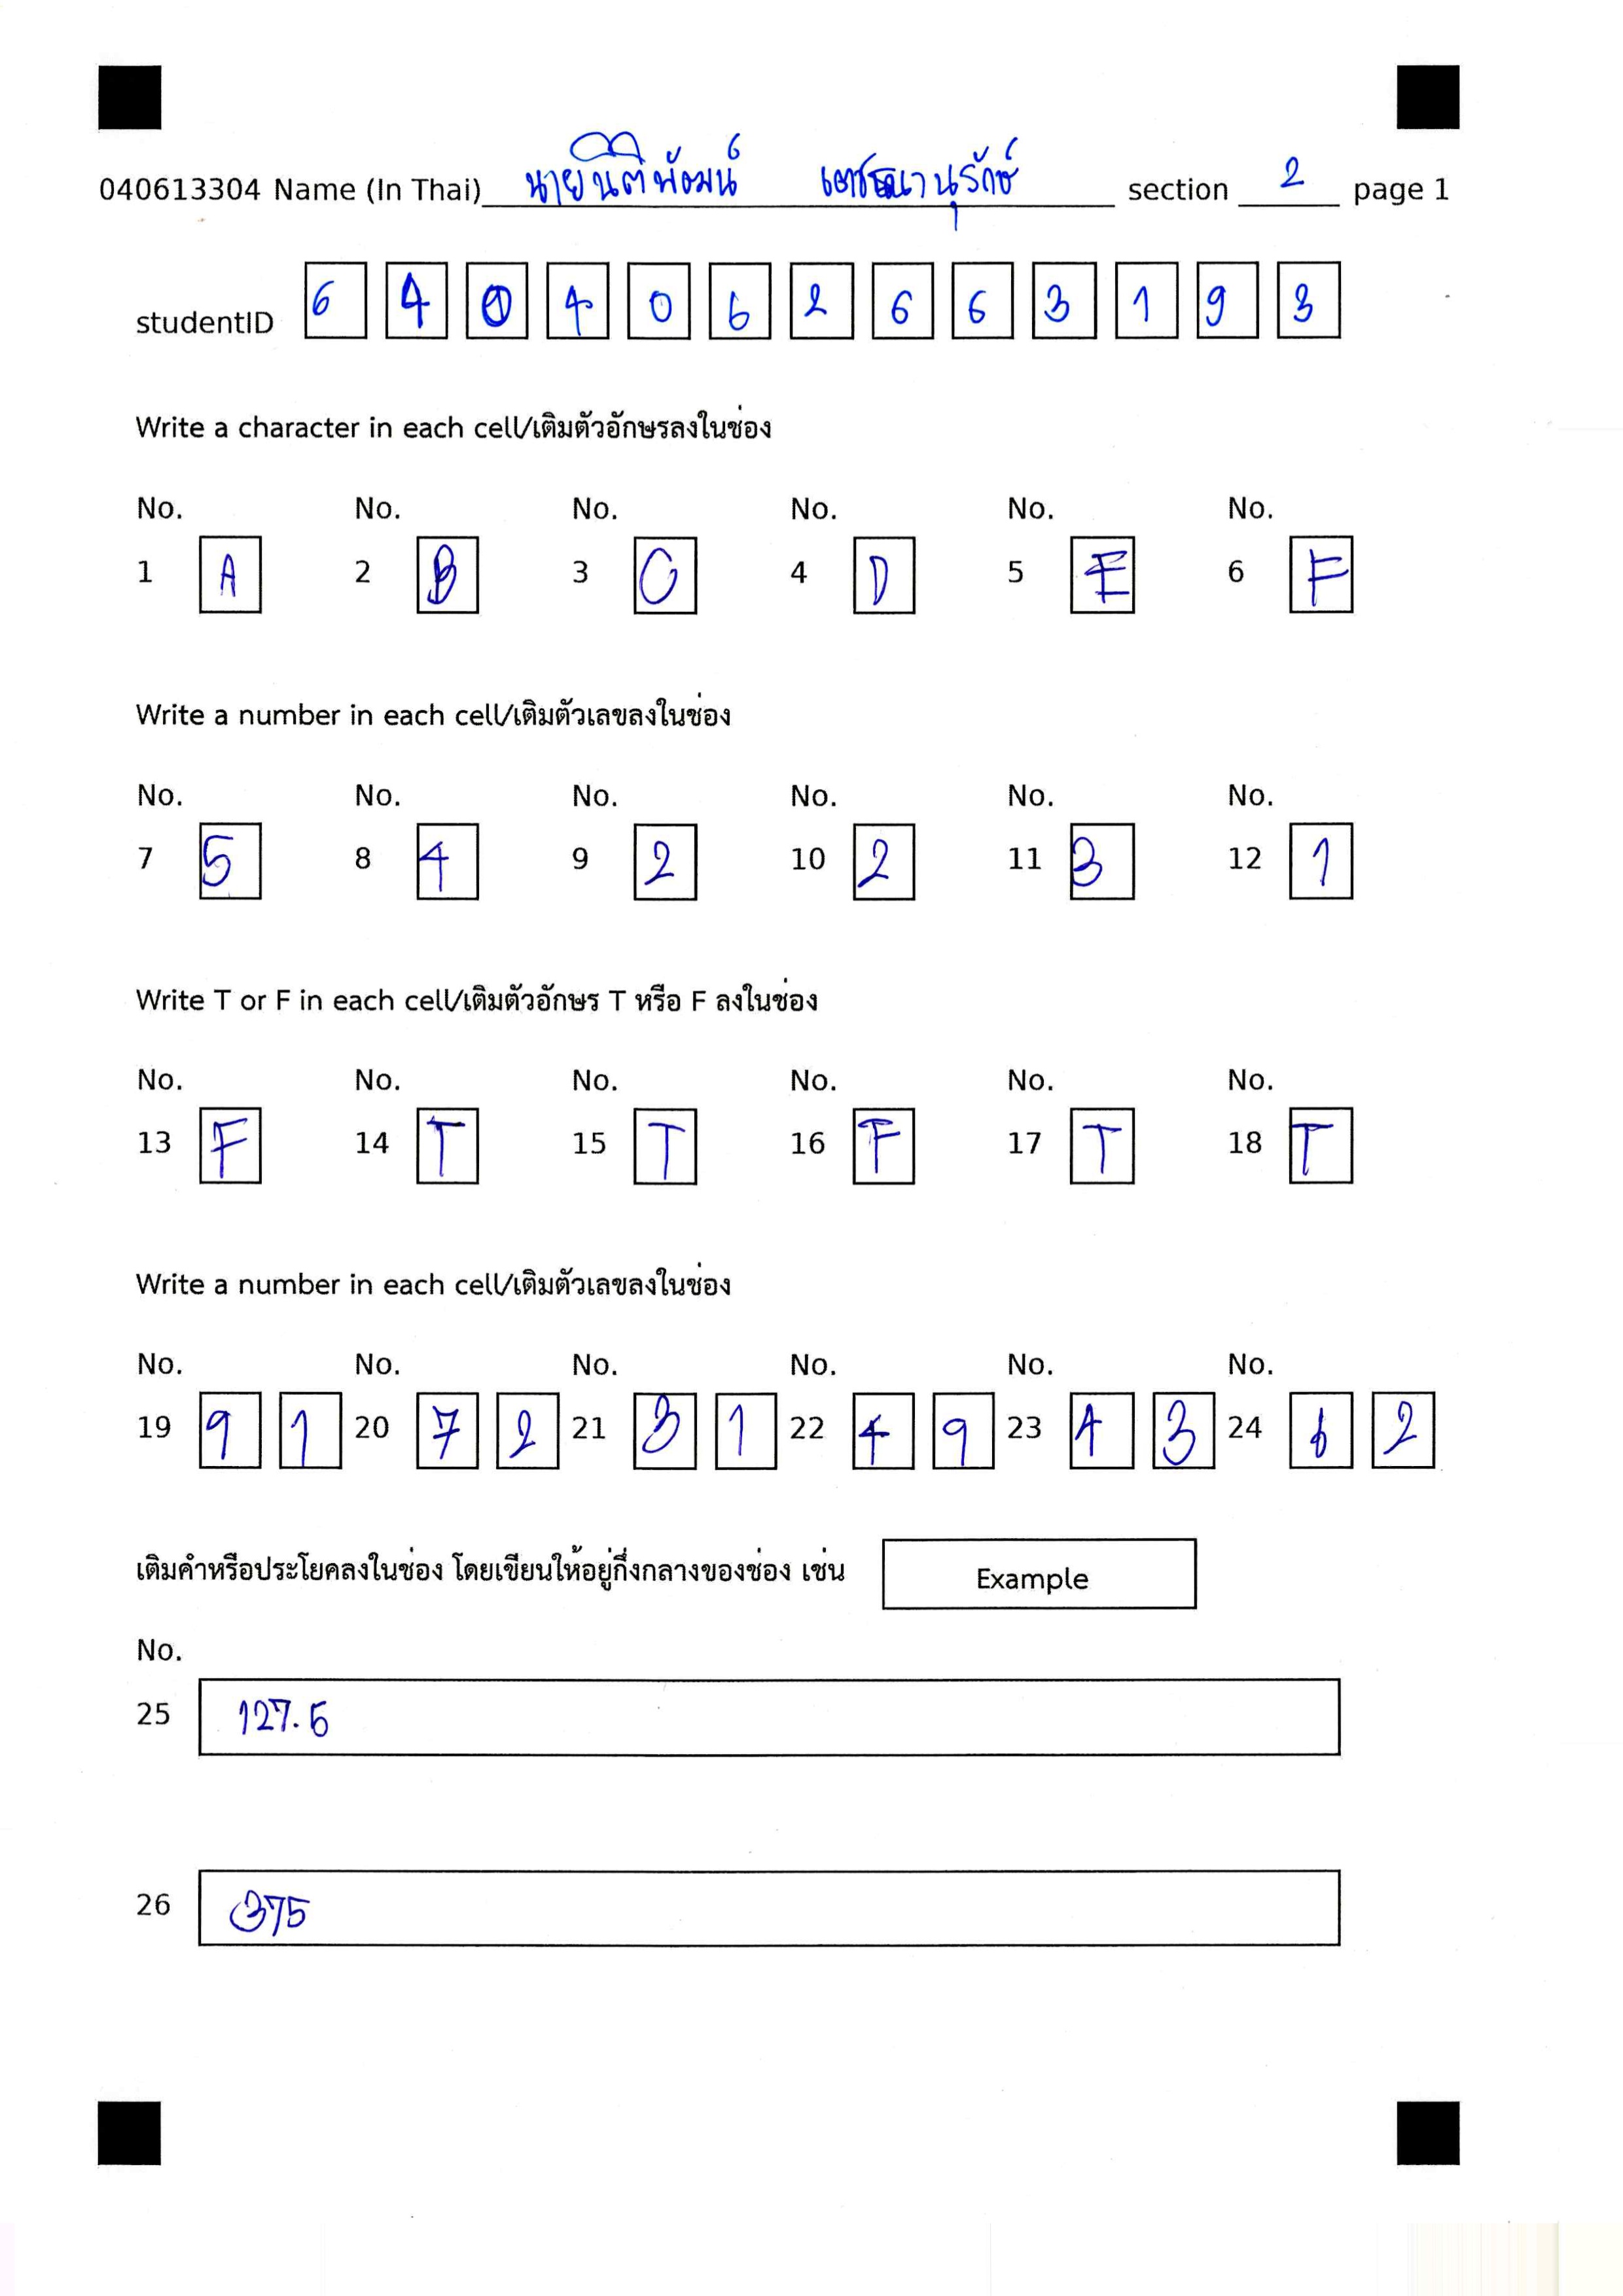 040613304 Name (In Thai) นายนิติพัฒน์ เตชธนานุรักษ์ section 2 page 1
studentID 6 4 0 4 0 6 2 6 6 3 1 9 3
Write a character in each cell/เติมตัวอักษรลงในช่อง
No. No. No. No. No. No.
1 A 2 B 3 C 4 D 5 E 6 F
Write a number in each cell/เติมตัวเลขลงในช่อง
No. No. No. No. No. No.
7 5 8 4 9 2 10 2 11 3 12 1
Write T or F in each cell/เติมตัวอักษร T หรือ F ลงในช่อง
No. No. No. No. No. No.
13 F 14 T 15 T 16 F 17 T 18 T
Write a number in each cell/เติมตัวเลขลงในช่อง
No. No. No. No. No. No.
19 9 1 20 7 2 21 3 1 22 4 9 23 4 3 24 6 2
เติมคำหรือประโยคลงในช่อง โดยเขียนให้อยู่กึ่งกลางของช่อง เช่น Example
No.
25 127.5
26 375